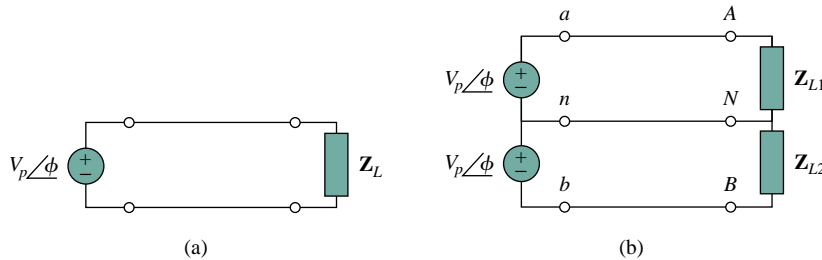 a A
+
−
V_p∠ϕ
Z_L1
n N
+
−
V_p∠ϕ
Z_L
+
−
V_p∠ϕ
Z_L2
b B
(a) (b)